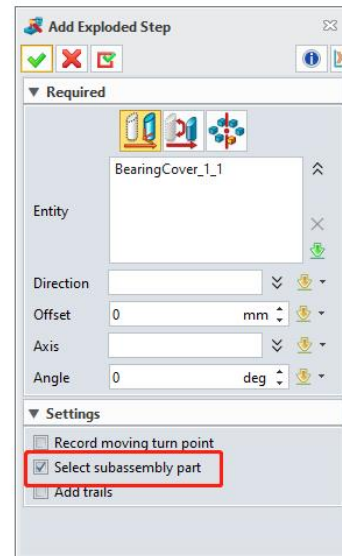 Add Exploded Step
Required
BearingCover_1_1
Entity
Direction
Offset 0 mm
Axis
Angle 0 deg
Settings
Record moving turn point
Select subassembly part
Add trails